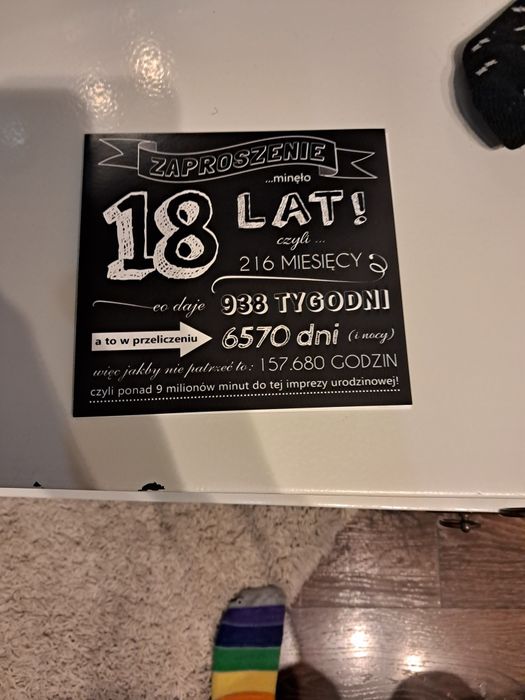 ZAPROSZENIE
...minęło
18 LAT!
czyli ...
216 MIESIĘCY
co daje 938 TYGODNI
a to w przeliczeniu 6570 dni (i nocy)
więc jakby nie patrzeć to: 157.680 GODZIN
czyli ponad 9 milionów minut do tej imprezy urodzinowej!